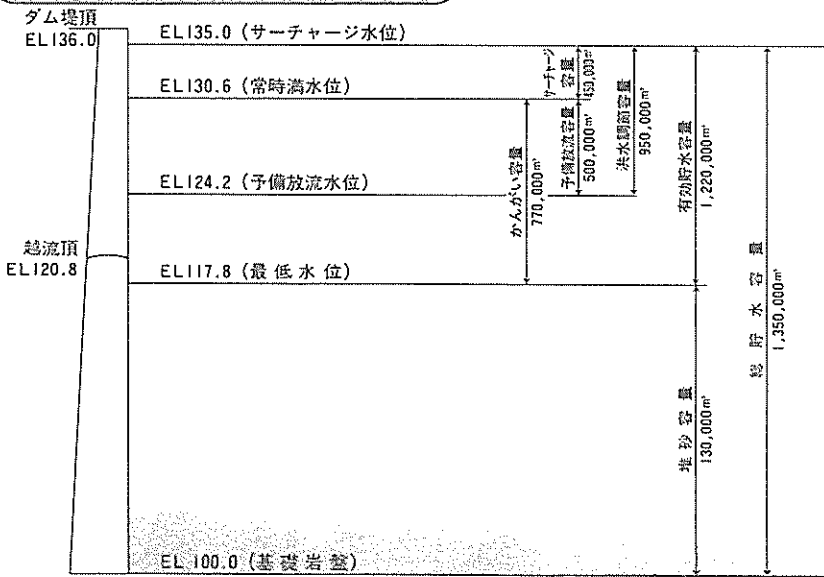 ダム堤頂
EL136.0
EL135.0 (サーチャージ水位)
EL130.6 (常時満水位)
EL124.2 (予備放流水位)
越流頂
EL120.8
EL117.8 (最低水位)
EL100.0 (基礎岩盤)
かんがい容量
770,000㎥
サーチャージ
容量
450,000㎥
予備放流容量
500,000㎥
洪水調節容量
950,000㎥
有効貯水容量
1,220,000㎥
堆砂容量
130,000㎥
総貯水容量
1,350,000㎥